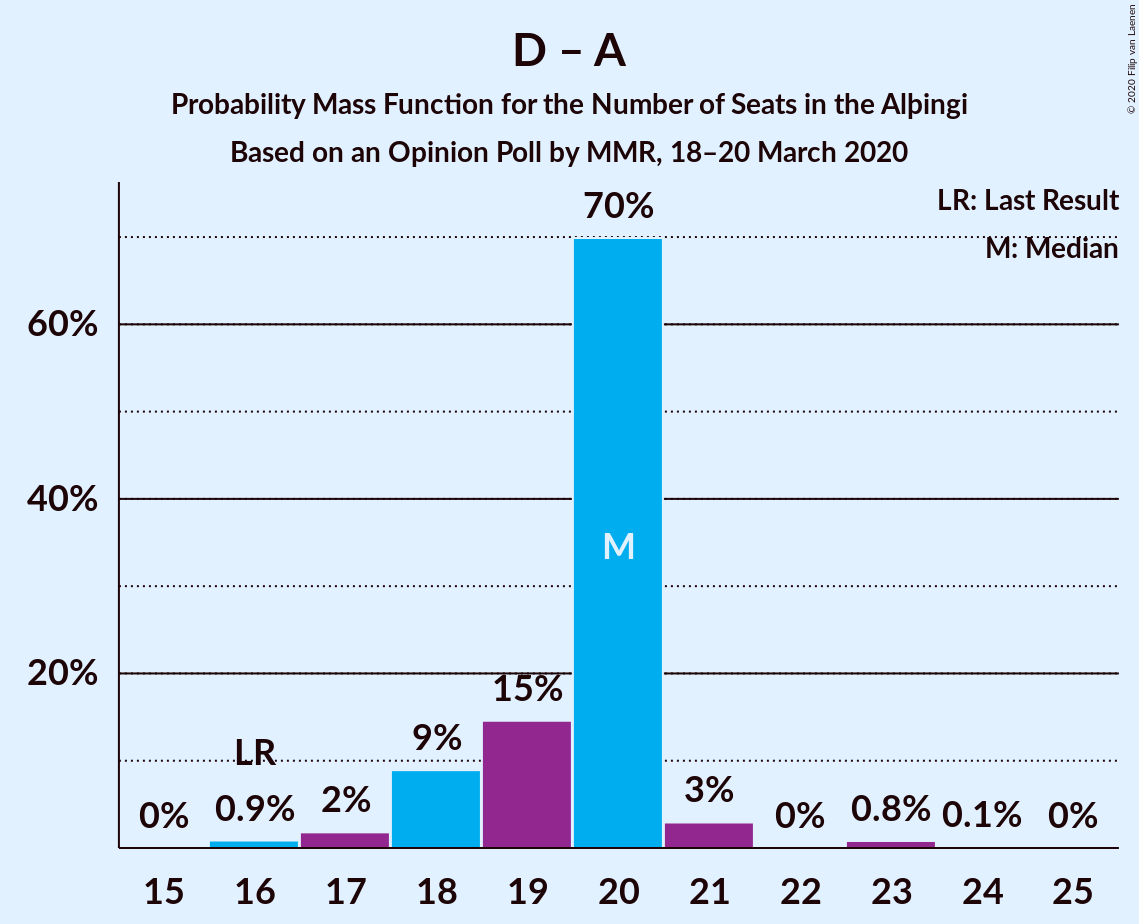 D – A
Probability Mass Function for the Number of Seats in the Alþingi
Based on an Opinion Poll by MMR, 18–20 March 2020
© 2020 Filip van Laenen
LR: Last Result
M: Median
70%
60%
40%
20%
M
15%
9%
LR
0%
0.9%
2%
3%
0%
0.8%
0.1%
0%
15 16 17 18 19 20 21 22 23 24 25